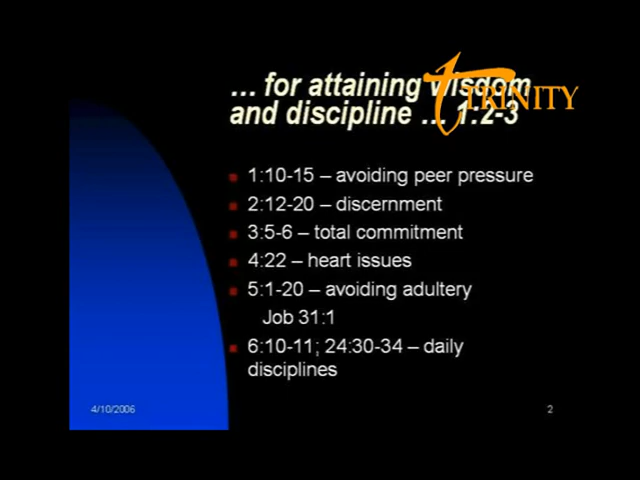 … for attaining wisdom
and discipline … 1:2-3
TRINITY
1:10-15 – avoiding peer pressure
2:12-20 – discernment
3:5-6 – total commitment
4:22 – heart issues
5:1-20 – avoiding adultery
Job 31:1
6:10-11; 24:30-34 – daily
disciplines
4/10/2006
2